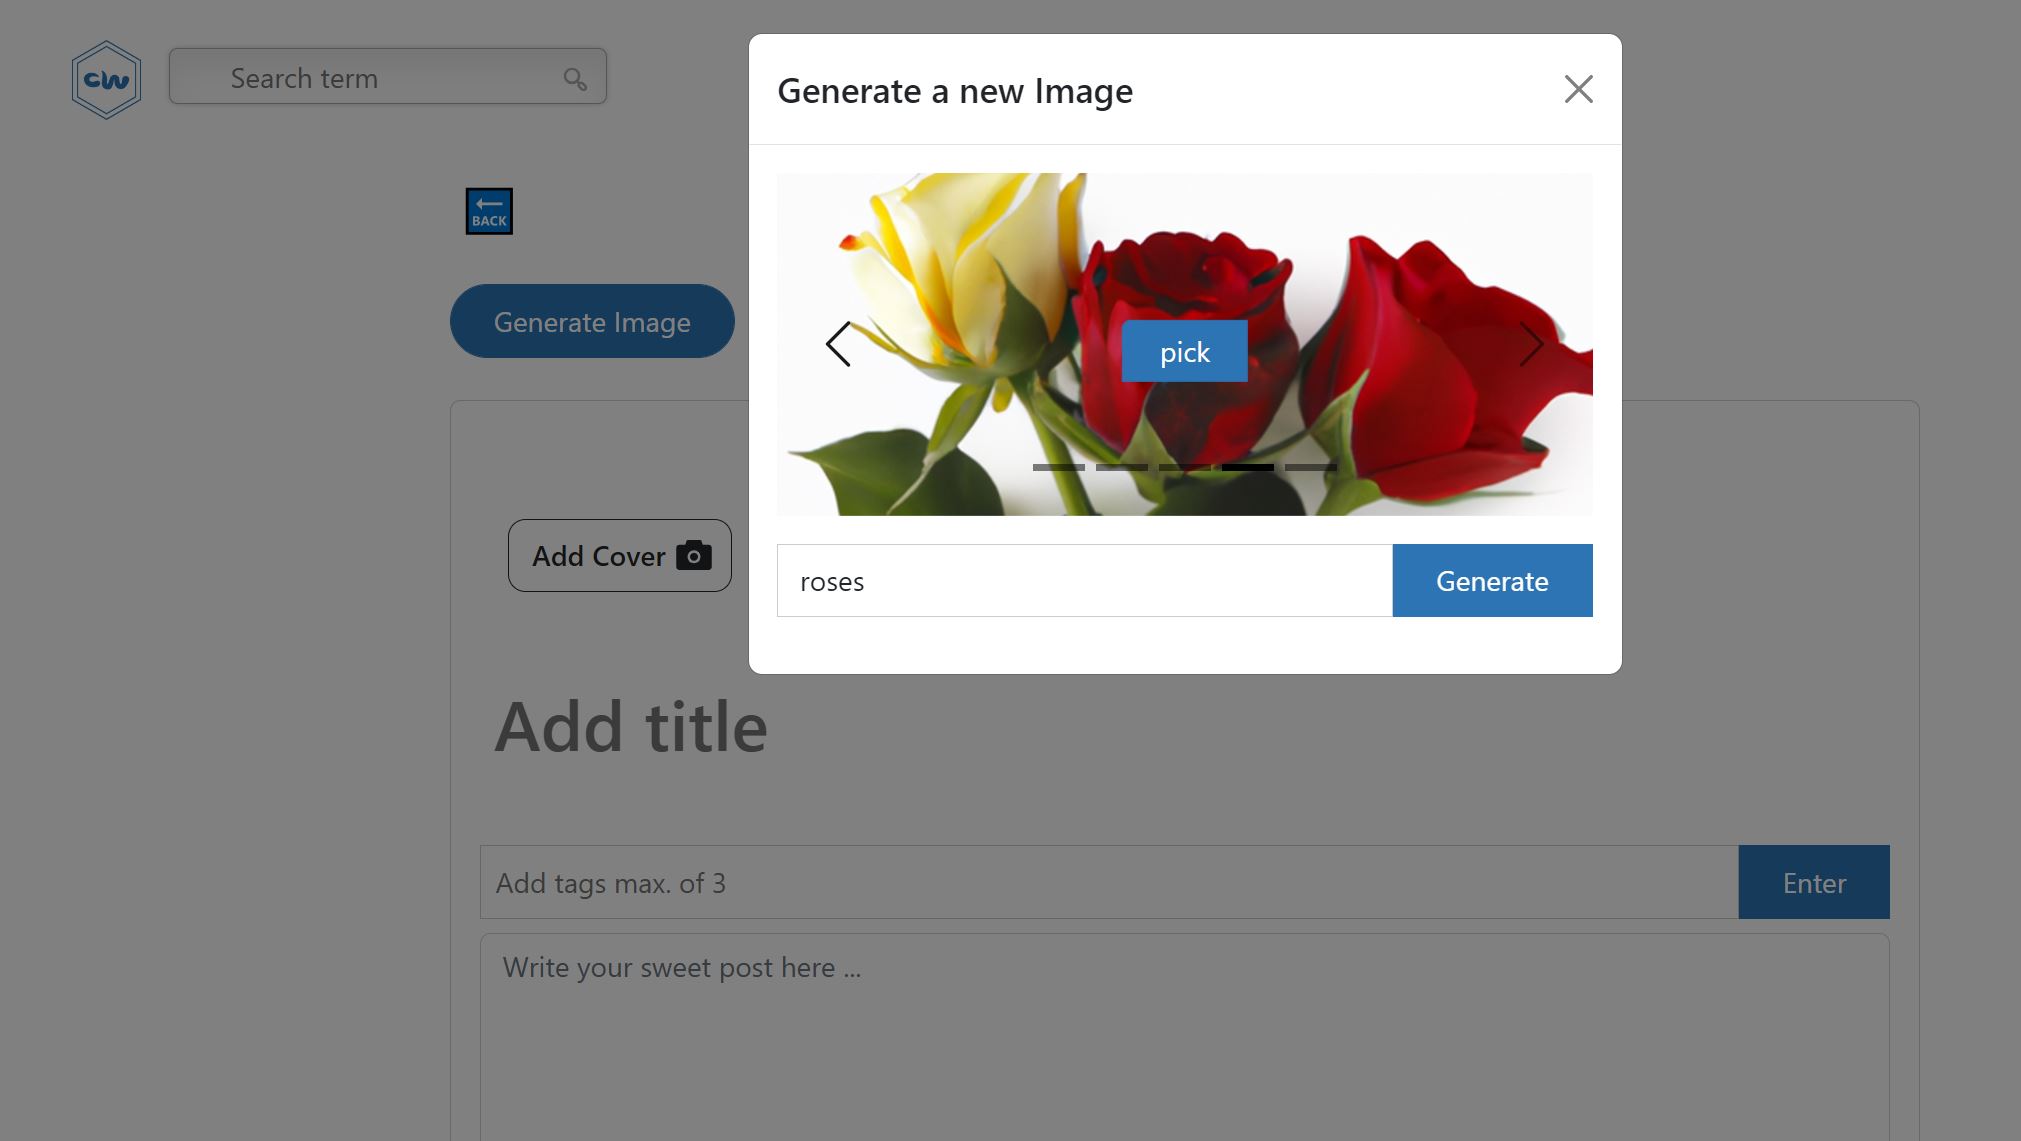 cw
Search term
Generate a new Image
BACK
Generate Image
pick
Add Cover
roses
Generate
Add title
Add tags max. of 3
Enter
Write your sweet post here ...